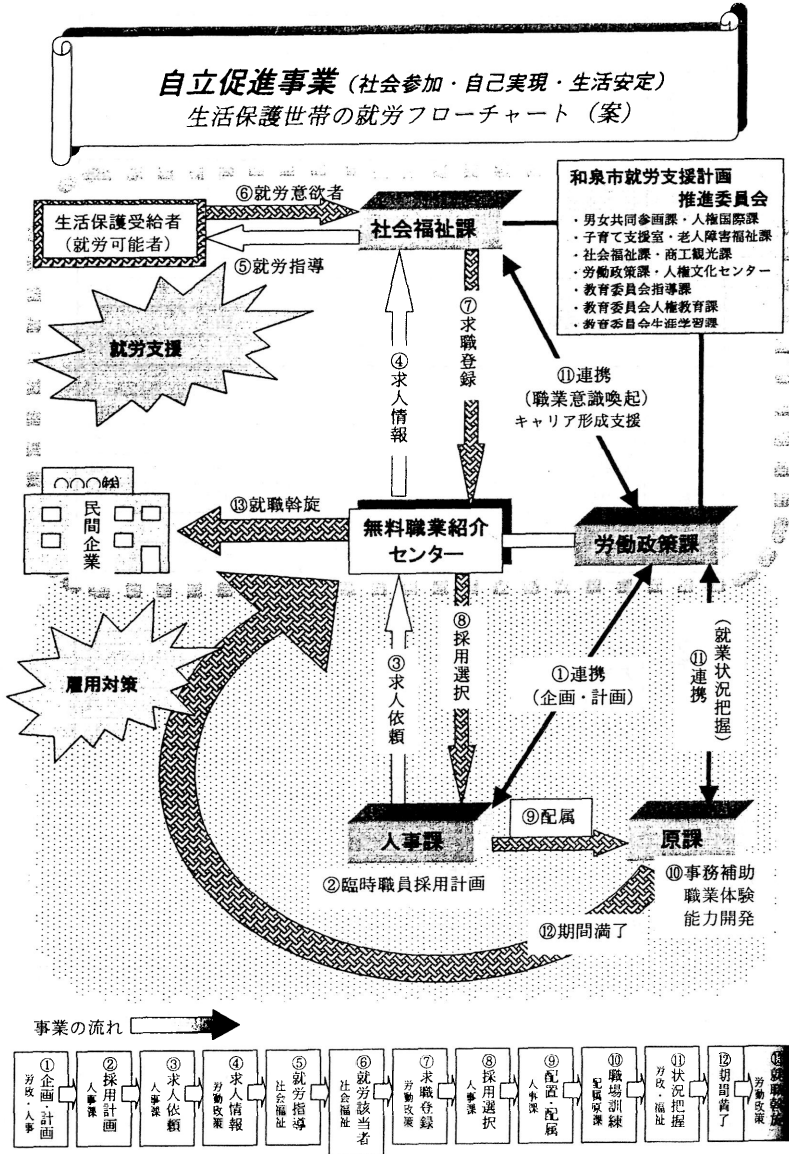 自立促進事業（社会参加・自己実現・生活安定）
生活保護世帯の就労フローチャート（案）
和泉市就労支援計画
推進委員会
・男女共同参画課・人権国際課
・子育て支援室・老人障害福祉課
・社会福祉課・商工観光課
・労働政策課・人権文化センター
・教育委員会指導課
・教育委員会人権教育課
・教育委員会生涯学習課
⑥就労意欲者
生活保護受給者
（就労可能者）
社会福祉課
⑤就労指導
就労支援
④求人情報
⑦求職登録
⑪連携
（職業意識喚起）
キャリア形成支援
〇〇〇㈱
民間企業
⑬就職斡旋
無料職業紹介
センター
労働政策課
雇用対策
③求人依頼
⑧採用選択
①連携
（企画・計画）
⑪連携
（就業状況把握）
人事課
⑨配属
原課
②臨時職員採用計画
⑩事務補助
職業体験
能力開発
⑫期間満了
事業の流れ
①企画・計画
労政・人事
②採用計画
人事課
③求人依頼
人事課
④求人情報
労働政策
⑤就労指導
社会福祉
⑥就労該当者
社会福祉
⑦求職登録
労働政策
⑧採用選択
人事課
⑨配置・配属
人事課
⑩職場訓練
配属原課
⑪状況把握
労政・福祉
⑫期間満了
⑬就職斡旋
労働政策